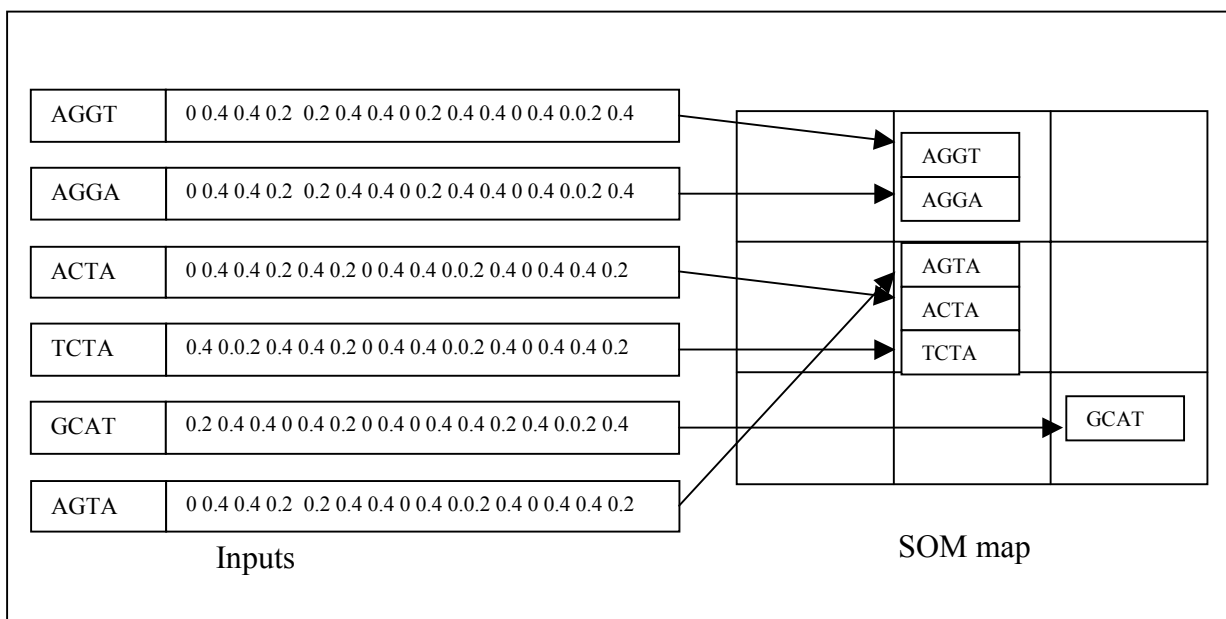 AGGT 0 0.4 0.4 0.2 0.2 0.4 0.4 0 0.2 0.4 0.4 0 0.4 0.0.2 0.4
AGGA 0 0.4 0.4 0.2 0.2 0.4 0.4 0 0.2 0.4 0.4 0 0.4 0.0.2 0.4
ACTA 0 0.4 0.4 0.2 0.4 0.2 0 0.4 0.4 0.0.2 0.4 0 0.4 0.4 0.2
TCTA 0.4 0.0.2 0.4 0.4 0.2 0 0.4 0.4 0.0.2 0.4 0 0.4 0.4 0.2
GCAT 0.2 0.4 0.4 0 0.4 0.2 0 0.4 0 0.4 0.4 0.2 0.4 0.0.2 0.4
AGTA 0 0.4 0.4 0.2 0.2 0.4 0.4 0 0.4 0.0.2 0.4 0 0.4 0.4 0.2
Inputs
AGGT
AGGA
AGTA
ACTA
TCTA
GCAT
SOM map